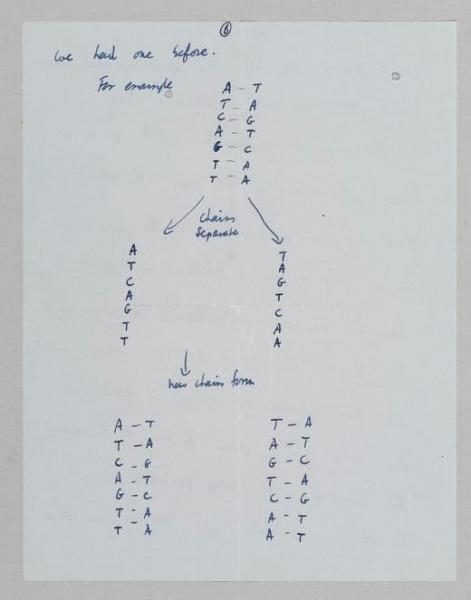 6
we had one before.
For example
A - T
T - A
C - G
A - T
G - C
T - A
T - A
Chains
separate
A
T
C
A
G
T
T
T
A
G
T
C
A
A
new chains form
A - T
T - A
C - G
A - T
G - C
T - A
T - A
T - A
A - T
G - C
T - A
C - G
A - T
A - T